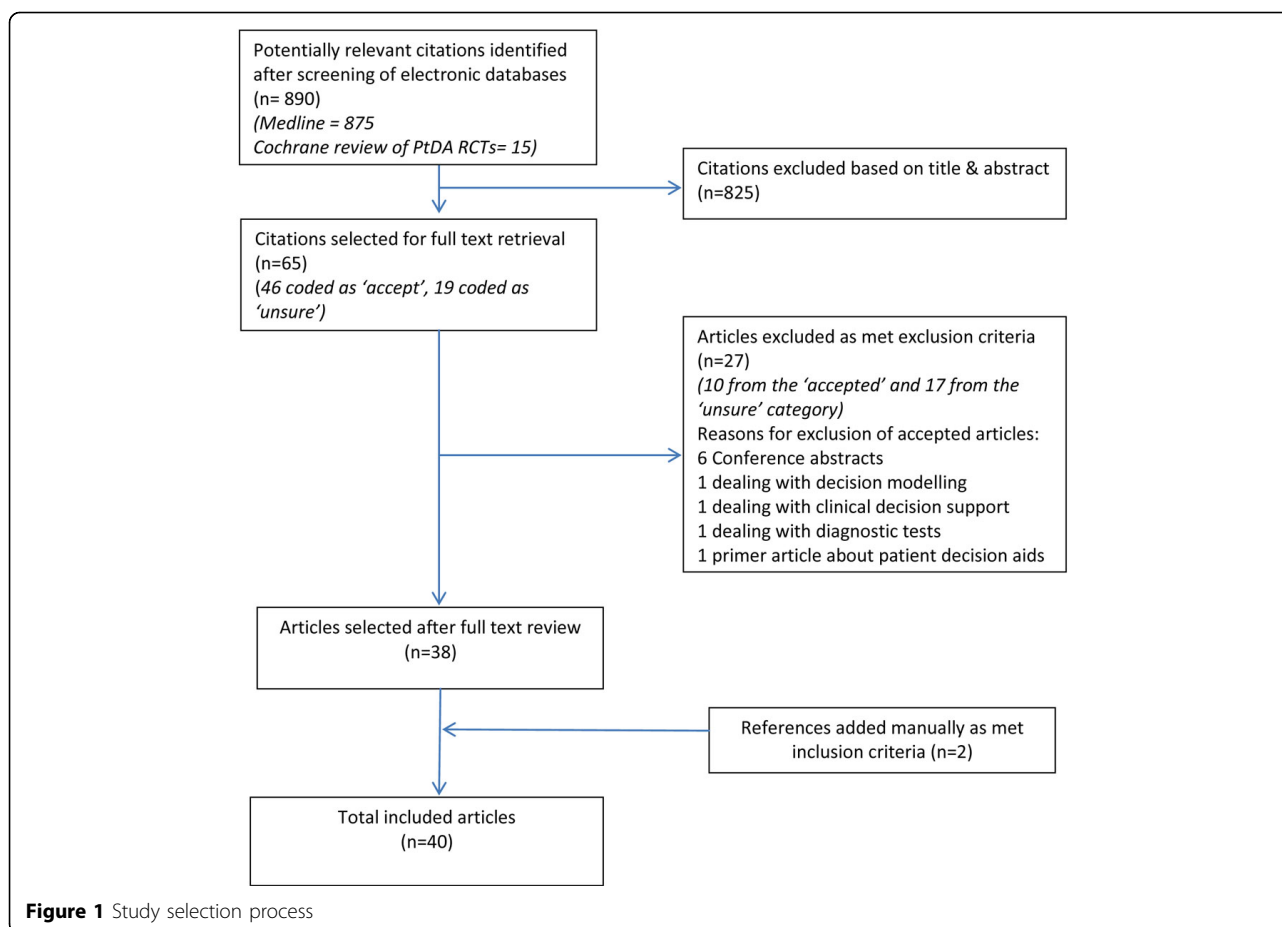 Potentially relevant citations identified
after screening of electronic databases
(n= 890)
(Medline = 875
Cochrane review of PtDA RCTs= 15)
Citations excluded based on title & abstract
(n=825)
Citations selected for full text retrieval
(n=65)
(46 coded as ‘accept’, 19 coded as
‘unsure’)
Articles excluded as met exclusion criteria
(n=27)
(10 from the ‘accepted’ and 17 from the
‘unsure’ category)
Reasons for exclusion of accepted articles:
6 Conference abstracts
1 dealing with decision modelling
1 dealing with clinical decision support
1 dealing with diagnostic tests
1 primer article about patient decision aids
Articles selected after full text review
(n=38)
References added manually as met
inclusion criteria (n=2)
Total included articles
(n=40)
Figure 1 Study selection process